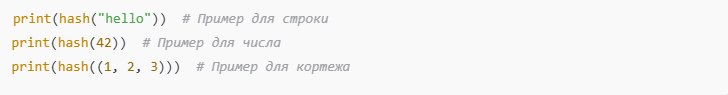 print(hash("hello"))  # Пример для строки
print(hash(42))  # Пример для числа
print(hash((1, 2, 3)))  # Пример для кортежа